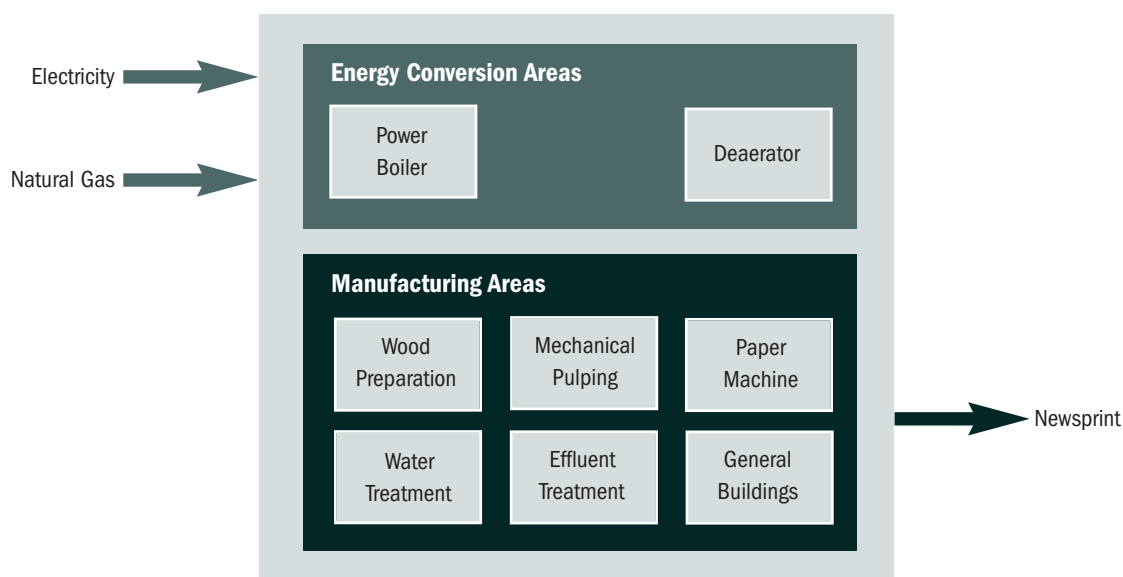 Electricity
Natural Gas
Energy Conversion Areas
Power
Boiler
Deaerator
Manufacturing Areas
Wood
Preparation
Mechanical
Pulping
Paper
Machine
Water
Treatment
Effluent
Treatment
General
Buildings
Newsprint